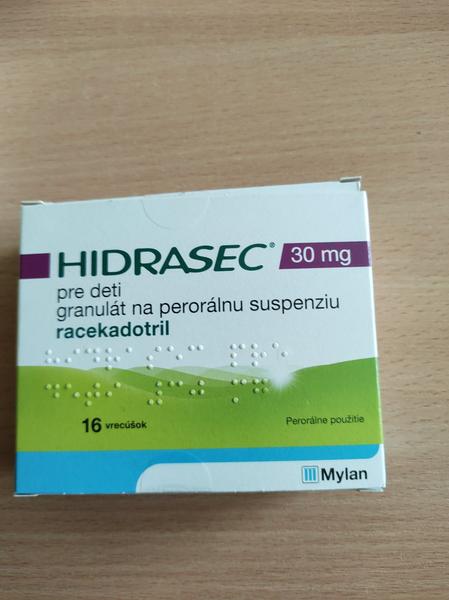 HIDRASEC® 30 mg
pre deti
granulát na perorálnu suspenziu
racekadotril
16 vrecúšok
Perorálne použitie
Mylan